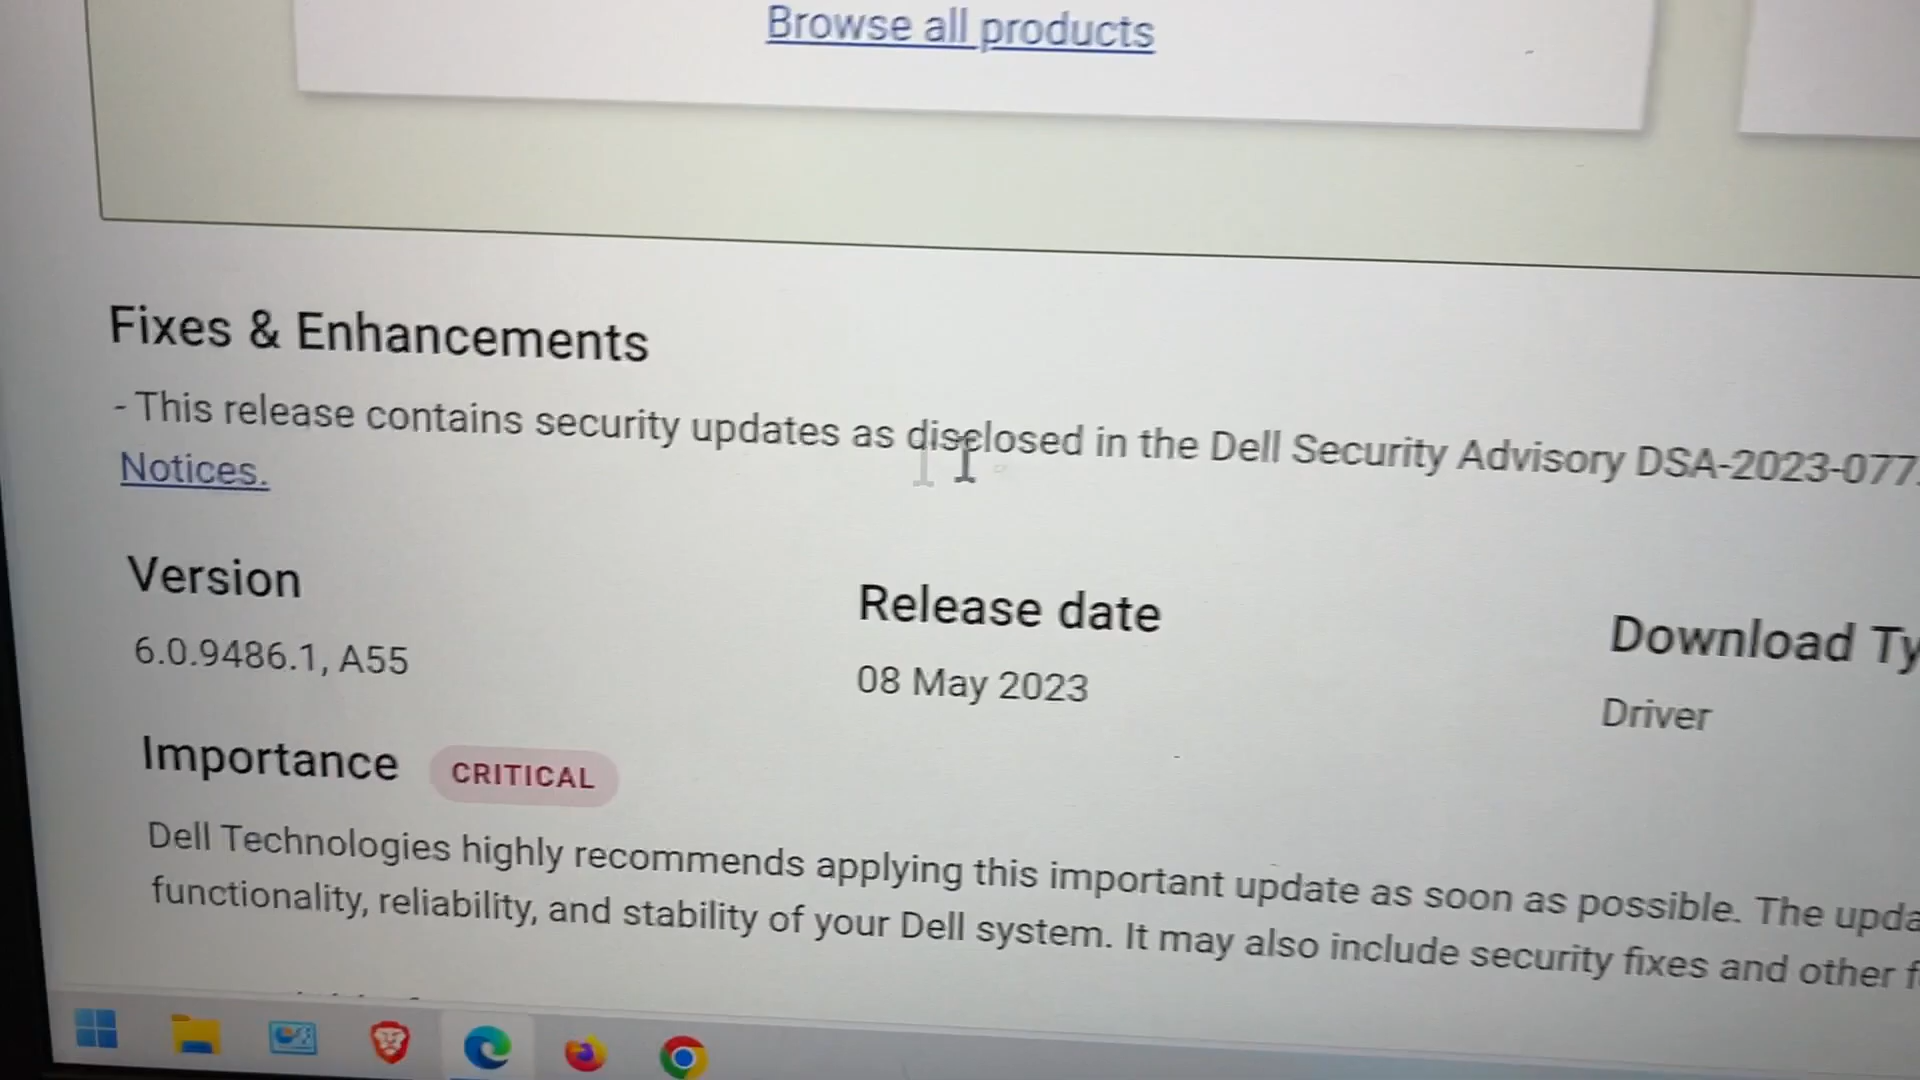 Browse all products
Fixes & Enhancements
- This release contains security updates as disclosed in the Dell Security Advisory DSA-2023-077
Notices.
Version
6.0.9486.1, A55
Release date
08 May 2023
Download Ty
Driver
Importance
CRITICAL
Dell Technologies highly recommends applying this important update as soon as possible. The upda
functionality, reliability, and stability of your Dell system. It may also include security fixes and other f